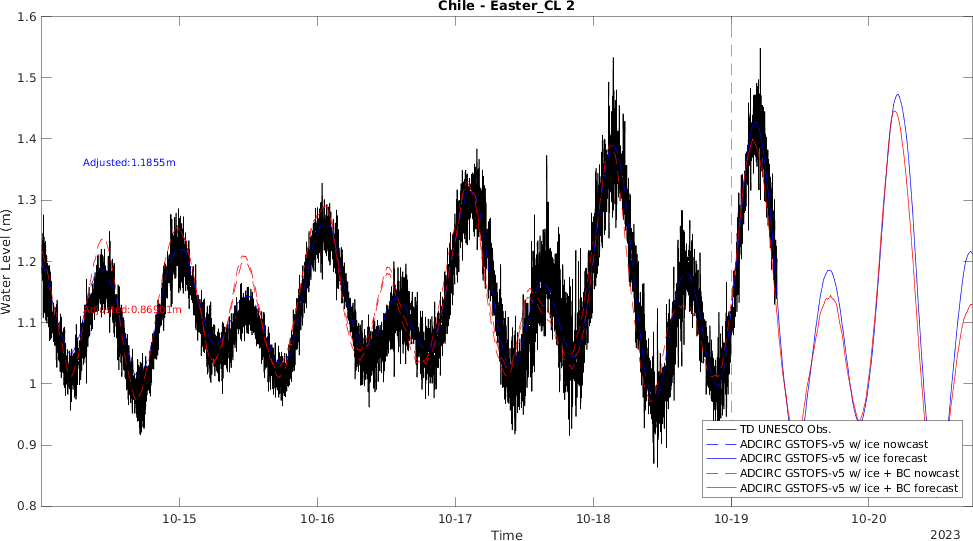 Chile - Easter_CL 2
1.6
1.5
1.4
1.3
1.2
1.1
1
0.9
0.8
Water Level (m)
Adjusted:1.1855m
TD UNESCO Obs.
ADCIRC GSTOFS-v5 w/ ice nowcast
ADCIRC GSTOFS-v5 w/ ice forecast
ADCIRC GSTOFS-v5 w/ ice + BC nowcast
ADCIRC GSTOFS-v5 w/ ice + BC forecast
10-15
10-16
10-17
10-18
10-19
10-20
Time
2023